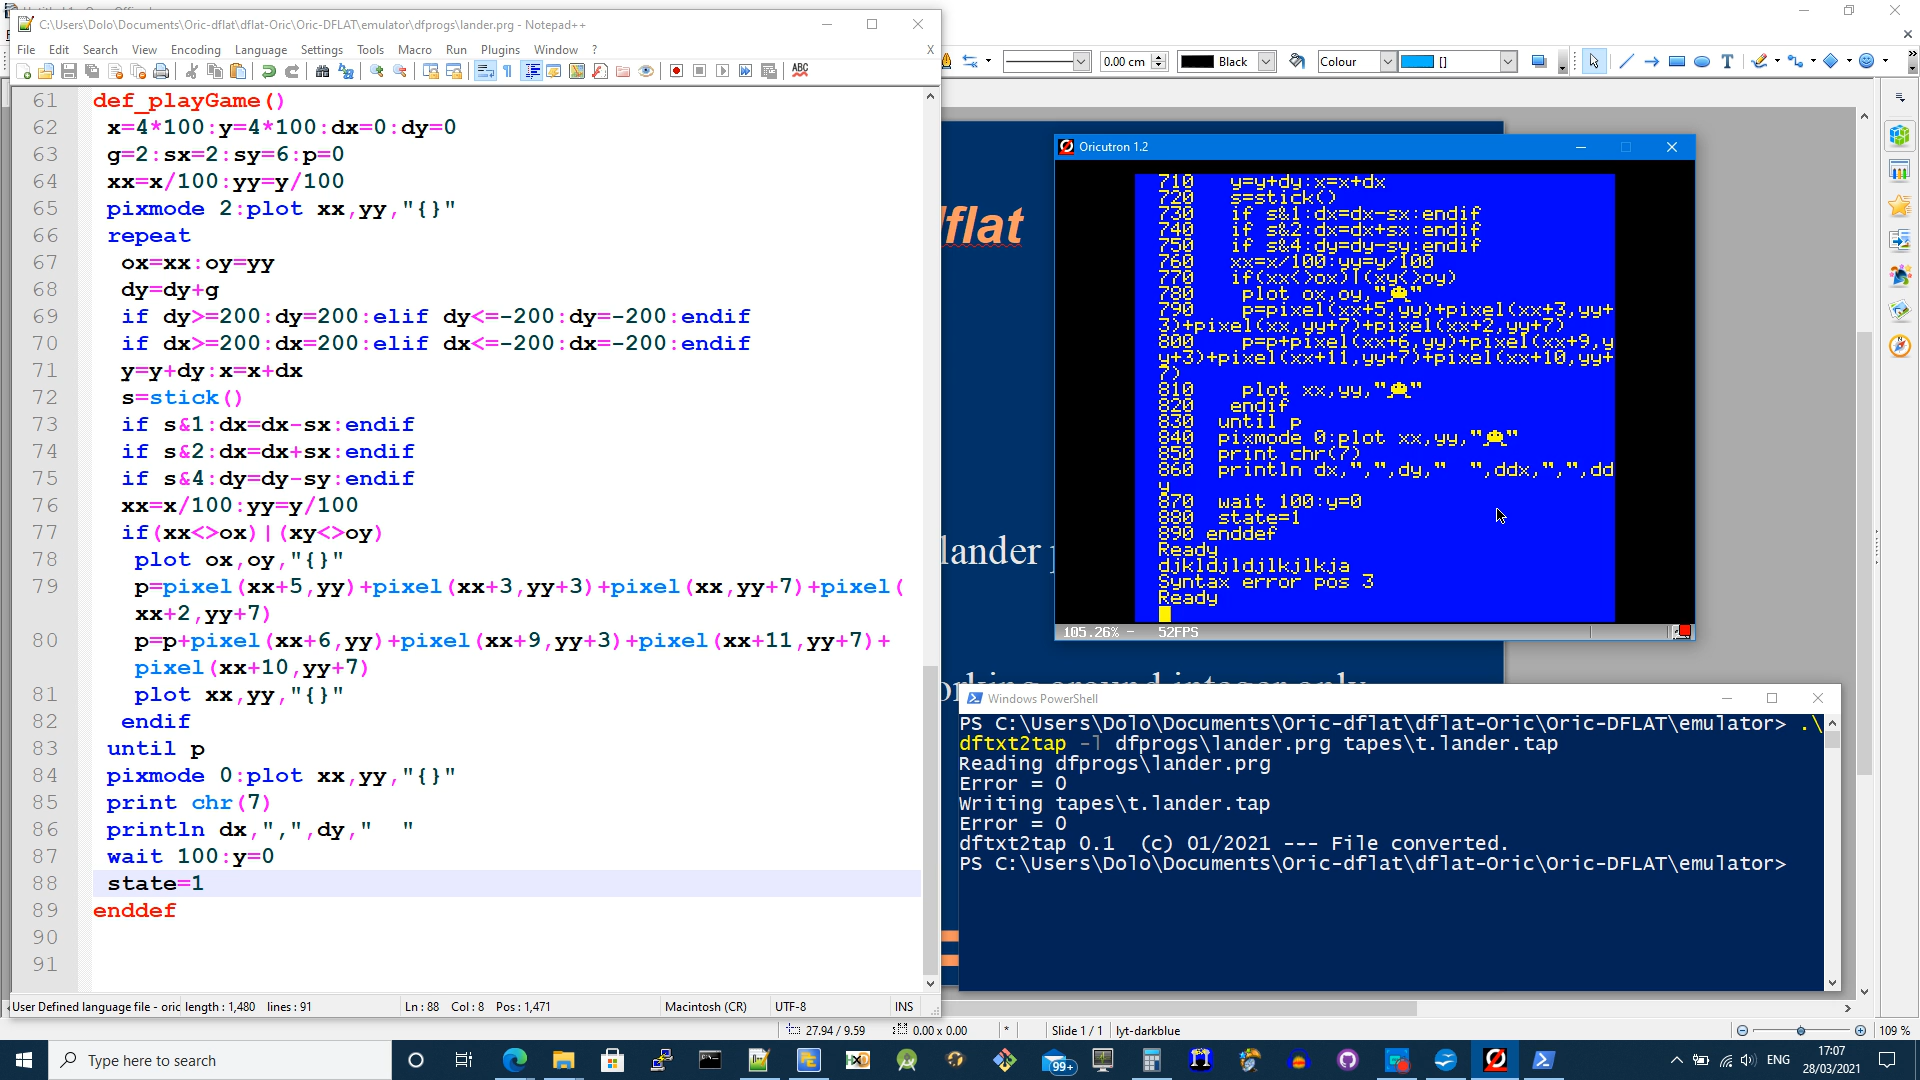 C:\Users\Dolo\Documents\Oric-dflat\dflat-Oric\Oric-DFLAT\emulator\dfprogs\lander.prg - Notepad++
File Edit Search View Encoding Language Settings Tools Macro Run Plugins Window ? X
61 def_playGame()
62 x=4*100:y=4*100:dx=0:dy=0
63 g=2:sx=2:sy=6:p=0
64 xx=x/100:yy=y/100
65 pixmode 2:plot xx,yy,"{}"
66 repeat
67 ox=xx:oy=yy
68 dy=dy+g
69 if dy>=200:dy=200:elif dy<=-200:dy=-200:endif
70 if dx>=200:dx=200:elif dx<=-200:dx=-200:endif
71 y=y+dy:x=x+dx
72 s=stick()
73 if s&1:dx=dx-sx:endif
74 if s&2:dx=dx+sx:endif
75 if s&4:dy=dy-sy:endif
76 xx=x/100:yy=y/100
77 if(xx<>ox)|(xy<>oy)
78 plot ox,oy,"{}"
79 p=pixel(xx+5,yy)+pixel(xx+3,yy+3)+pixel(xx,yy+7)+pixel(
xx+2,yy+7)
80 p=p+pixel(xx+6,yy)+pixel(xx+9,yy+3)+pixel(xx+11,yy+7)+
pixel(xx+10,yy+7)
81 plot xx,yy,"{}"
82 endif
83 until p
84 pixmode 0:plot xx,yy,"{}"
85 print chr(7)
86 println dx,",",dy,"  "
87 wait 100:y=0
88 state=1
89 enddef
90
91
User Defined language file - oric length : 1,480 lines : 91 Ln : 88 Col : 8 Pos : 1,471 Macintosh (CR) UTF-8 INS
0.00 cm Black Colour []
dflat
lander
Oricutron 1.2
710 y=y+dy:x=x+dx
720 s=stick()
730 if s&1:dx=dx-sx:endif
740 if s&2:dx=dx+sx:endif
750 if s&4:dy=dy-sy:endif
760 xx=x/100:yy=y/100
770 if(xx<>ox)|(xy<>oy)
780 plot ox,oy,""
790 p=pixel(xx+5,yy)+pixel(xx+3,yy+
3)+pixel(xx,yy+7)+pixel(xx+2,yy+7)
800 p=p+pixel(xx+6,yy)+pixel(xx+9,y
y+3)+pixel(xx+11,yy+7)+pixel(xx+10,yy+
7)
810 plot xx,yy,""
820 endif
830 until p
840 pixmode 0:plot xx,yy,""
850 print chr(7)
860 println dx,",",dy,"  ",ddx,",",dd
y
870 wait 100:y=0
880 state=1
890 enddef
Ready
djkldjldjlkjlkja
Syntax error pos 3
Ready
105.26% - 52FPS
Windows PowerShell
PS C:\Users\Dolo\Documents\Oric-dflat\dflat-Oric\Oric-DFLAT\emulator> .\
dftxt2tap -l dfprogs\lander.prg tapes\t.lander.tap
Reading dfprogs\lander.prg
Error = 0
Writing tapes\t.lander.tap
Error = 0
dftxt2tap 0.1 (c) 01/2021 --- File converted.
PS C:\Users\Dolo\Documents\Oric-dflat\dflat-Oric\Oric-DFLAT\emulator>
27.94 / 9.59 0.00 x 0.00 * Slide 1 / 1 lyt-darkblue 109 %
Type here to search
99+
ENG
17:07
28/03/2021